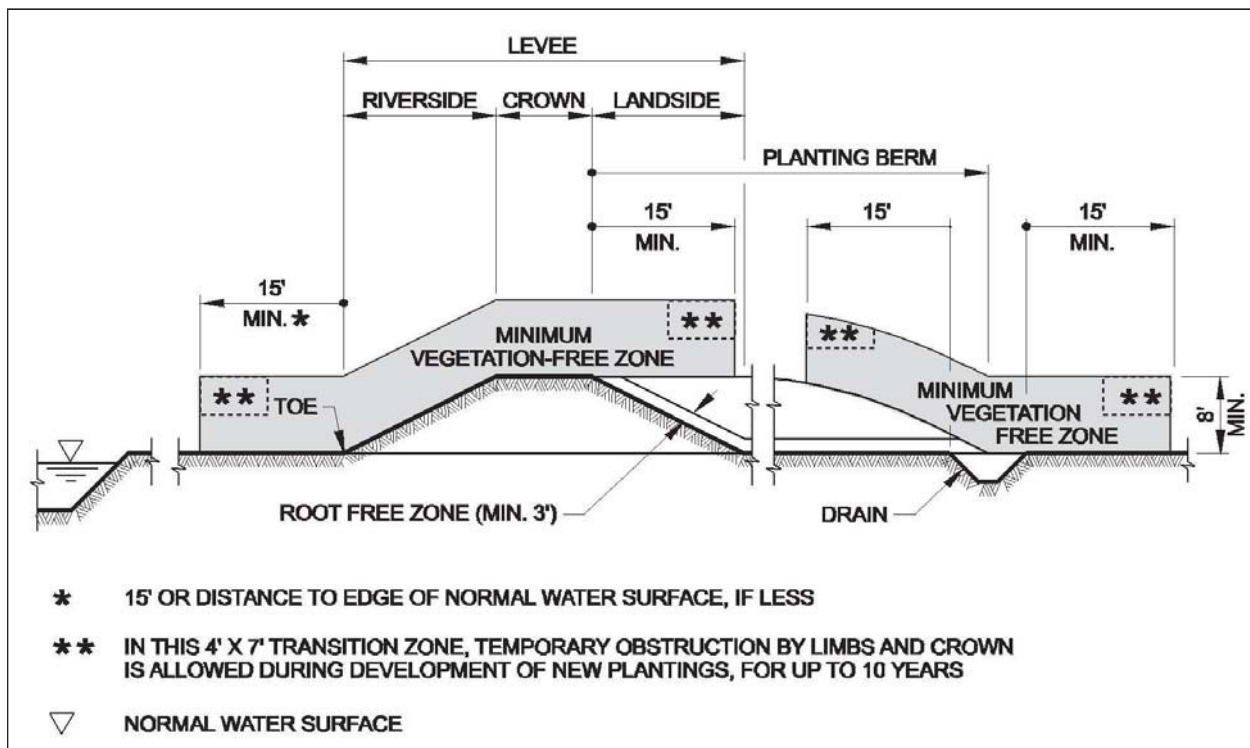 LEVEE
RIVERSIDE
CROWN
LANDSIDE
PLANTING BERM
15'
MIN.
15'
15'
MIN.
15'
MIN. *
**
MINIMUM
VEGETATION-FREE ZONE
**
**
**
MINIMUM
VEGETATION
FREE ZONE
8'
MIN.
TOE
ROOT FREE ZONE (MIN. 3')
DRAIN
* 15' OR DISTANCE TO EDGE OF NORMAL WATER SURFACE, IF LESS
** IN THIS 4' X 7' TRANSITION ZONE, TEMPORARY OBSTRUCTION BY LIMBS AND CROWN
IS ALLOWED DURING DEVELOPMENT OF NEW PLANTINGS, FOR UP TO 10 YEARS
NORMAL WATER SURFACE